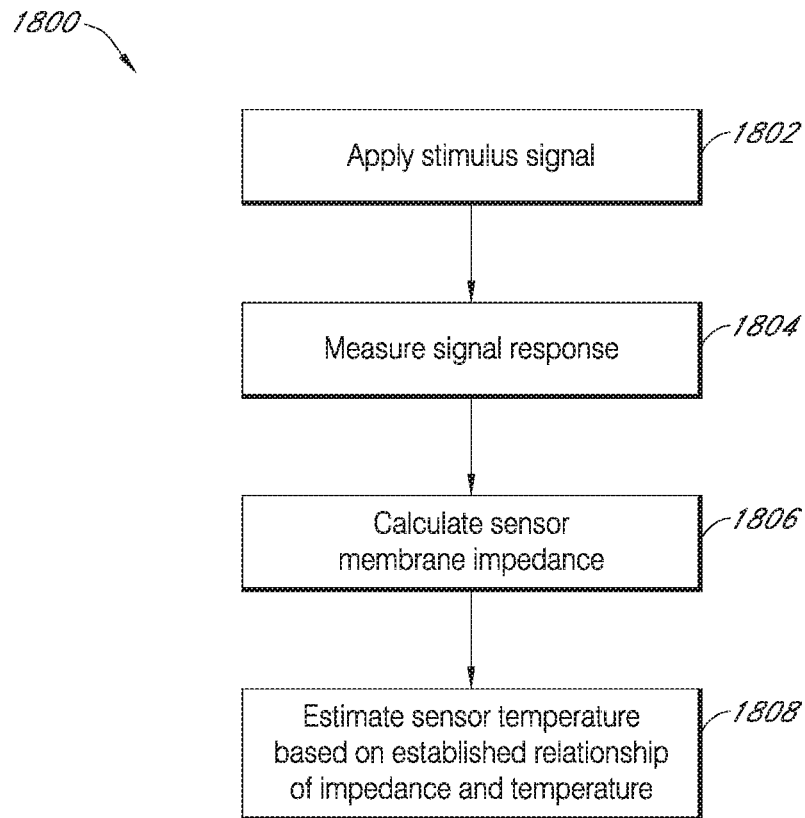 1800
Apply stimulus signal
1802
Measure signal response
1804
Calculate sensor
membrane impedance
1806
Estimate sensor temperature
based on established relationship
of impedance and temperature
1808